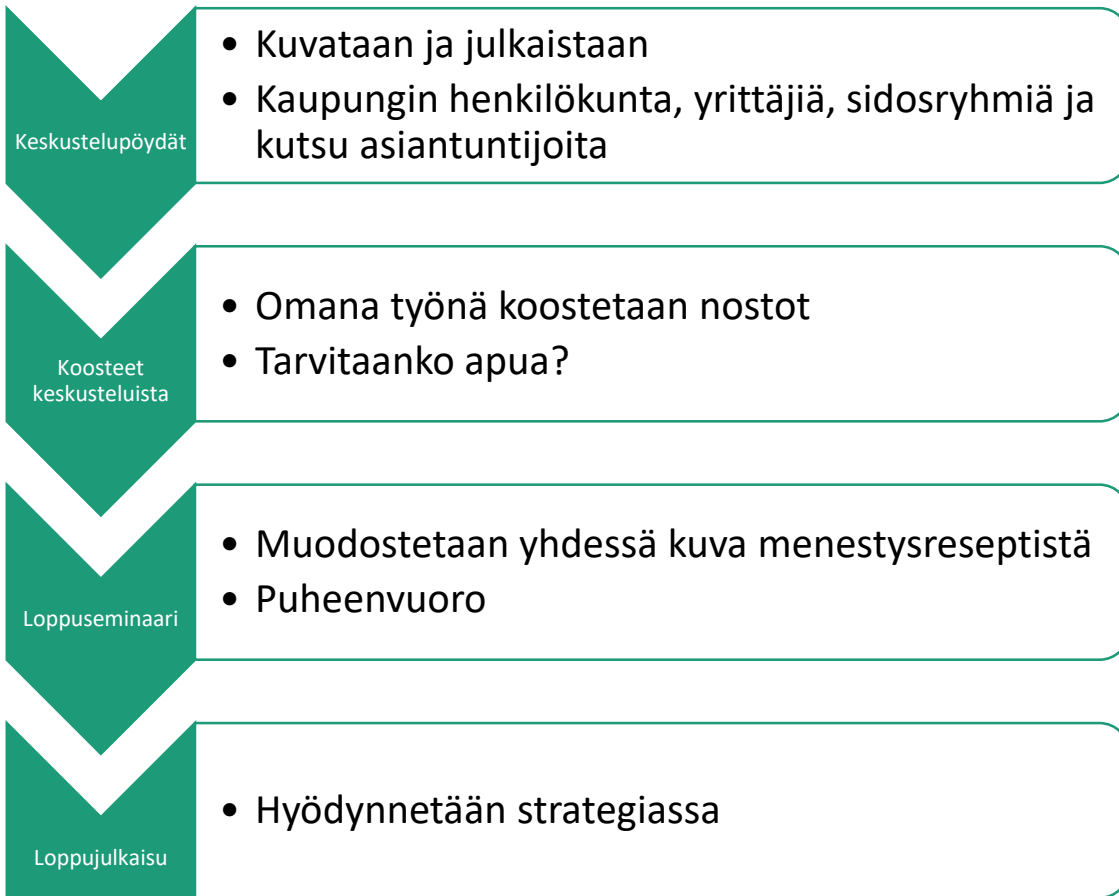 Keskustelupöydät
• Kuvataan ja julkaistaan
• Kaupungin henkilökunta, yrittäjiä, sidosryhmiä ja
kutsu asiantuntijoita
Koosteet
keskusteluista
• Omana työnä koostetaan nostot
• Tarvitaanko apua?
Loppuseminaari
• Muodostetaan yhdessä kuva menestysreseptistä
• Puheenvuoro
Loppujulkaisu
• Hyödynnetään strategiassa